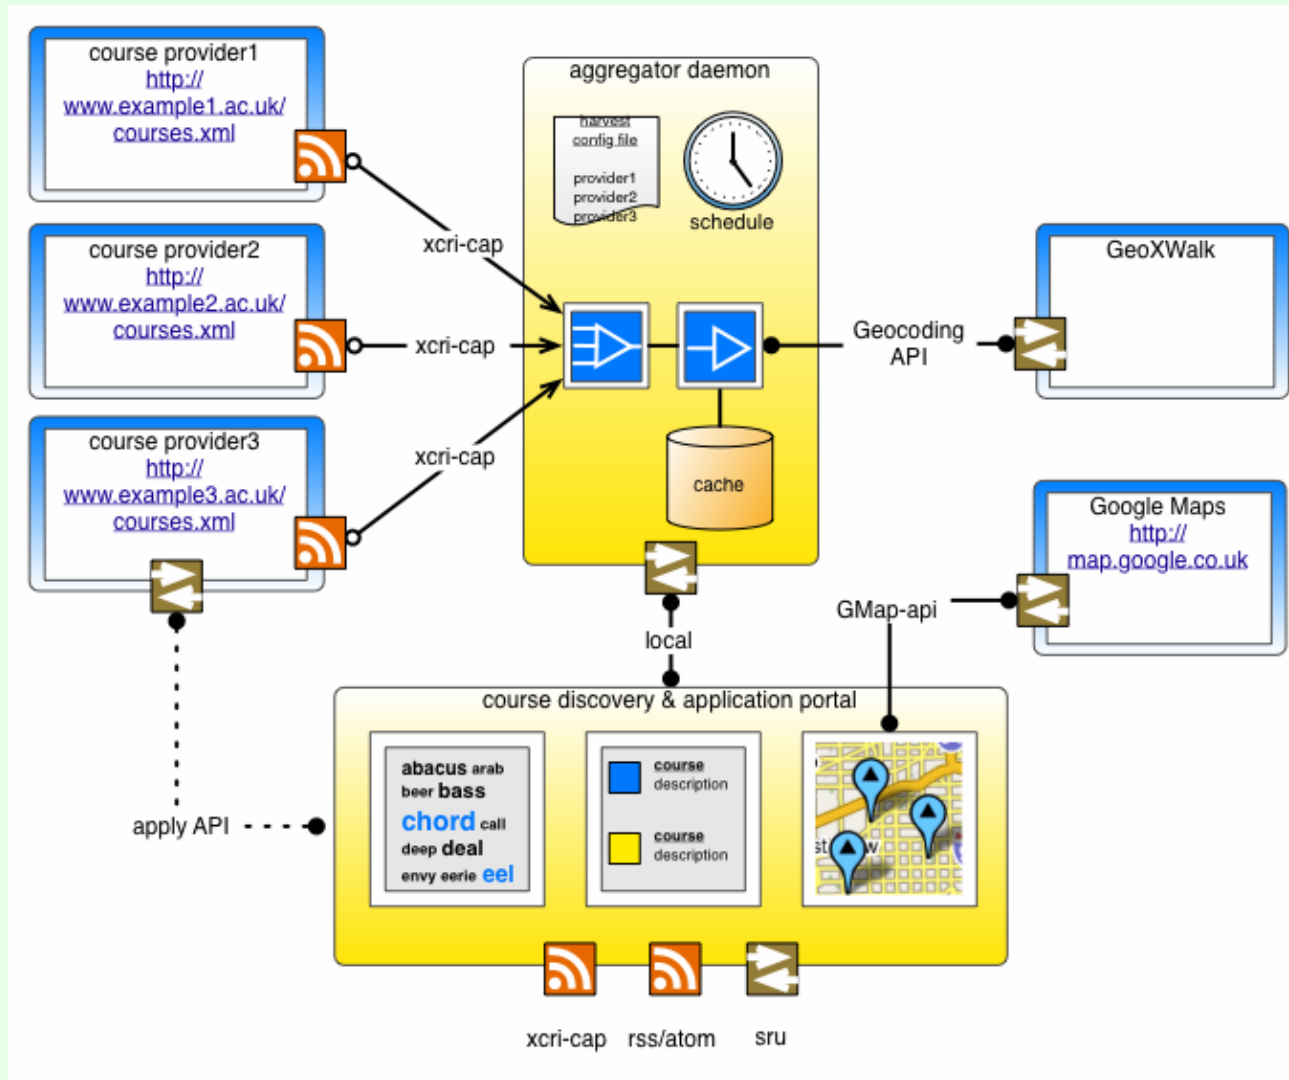 course provider1
http://
www.example1.ac.uk/
courses.xml
aggregator daemon
harvest
config file
provider1
provider2
provider3
schedule
xcri-cap
course provider2
http://
www.example2.ac.uk/
courses.xml
xcri-cap
Geocoding
API
GeoXWalk
course provider3
http://
www.example3.ac.uk/
courses.xml
xcri-cap
cache
Google Maps
http://
map.google.co.uk
GMap-api
local
apply API
course discovery & application portal
abacus arab
beer bass
chord call
deep deal
envy eerie eel
course
description
course
description
st
w
xcri-cap
rss/atom
sru